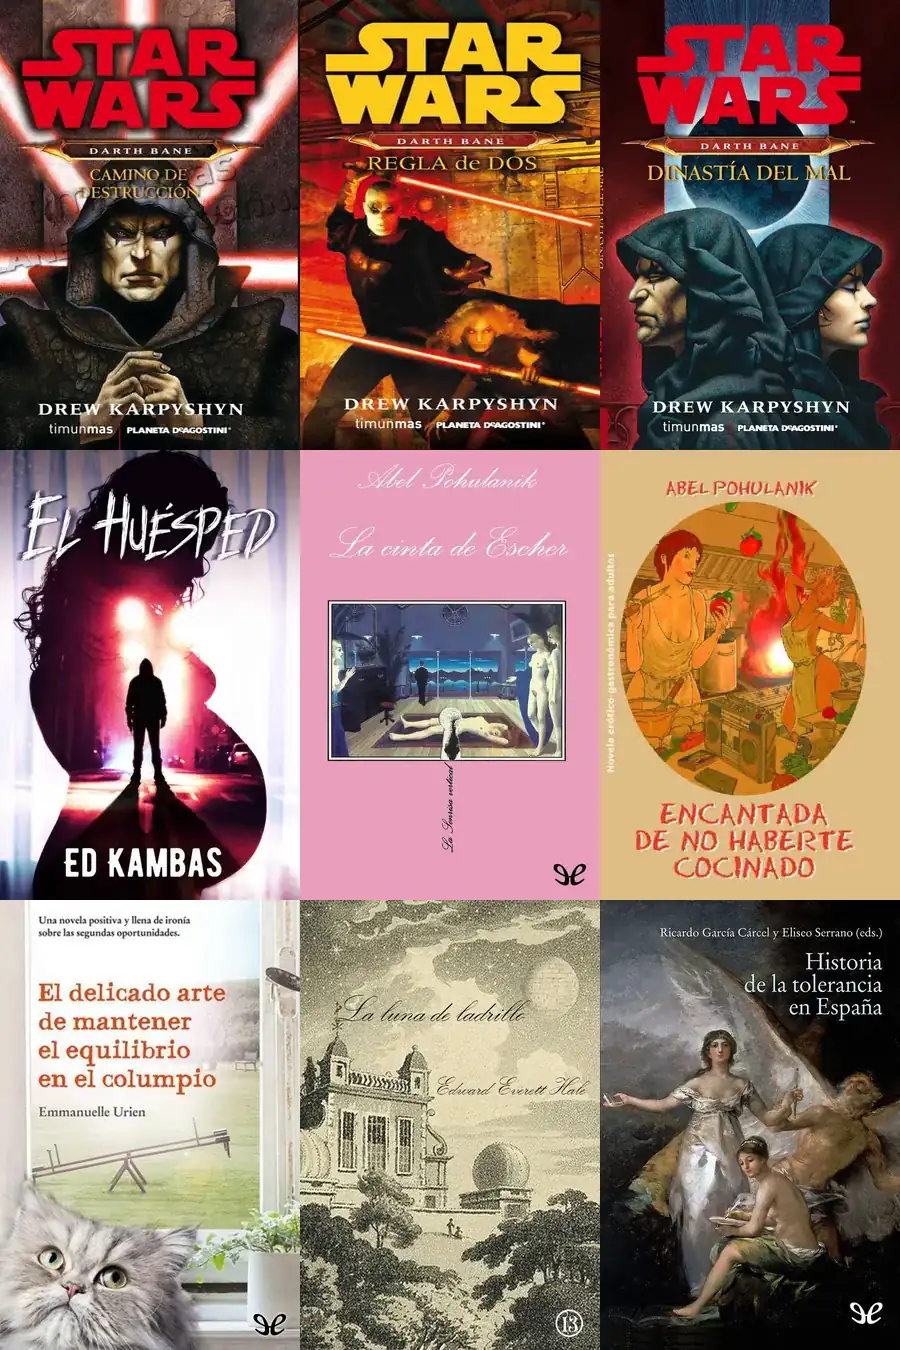 STAR
WARS
DARTH BANE
CAMINO DE
DESTRUCCIÓN
DREW KARPYSHYN
timunmas PLANETA DEAGOSTINI
STAR
WARS
DARTH BANE
REGLA de DOS
DREW KARPYSHYN
timunmas PLANETA DEAGOSTINI
STAR
WARS
DARTH BANE
DINASTÍA DEL MAL
DREW KARPYSHYN
timunmas PLANETA DEAGOSTINI
EL HUÉSPED
ED KAMBAS
Abel Pohulanik
La cinta de Escher
La Sonrisa vertical
ABEL POHULANIK
Novela erótico-gastronómica para adultos
ENCANTADA
DE NO HABERTE
COCINADO
Una novela positiva y llena de ironía
sobre las segundas oportunidades.
El delicado arte
de mantener
el equilibrio
en el columpio
Emmanuelle Urien
La luna de ladrillo
Edward Everett Hale
13
Ricardo García Cárcel y Eliseo Serrano (eds.)
Historia
de la tolerancia
en España